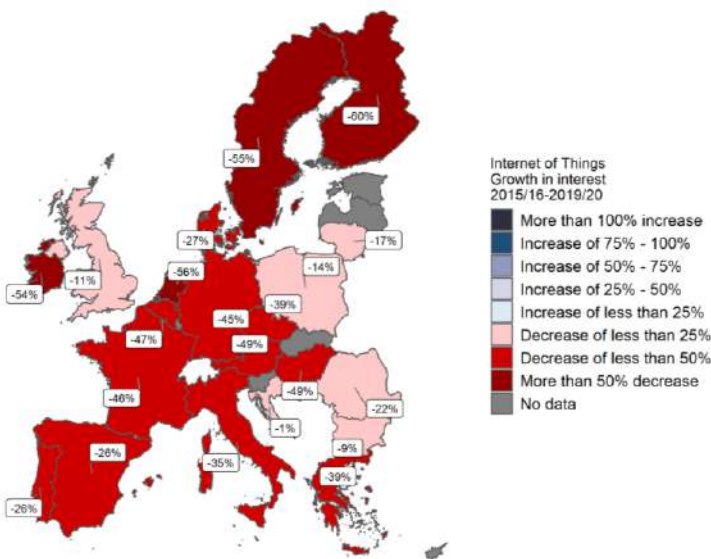 -60%
-55%
-27%
-17%
-11%
-56%
-14%
-54%
-39%
-45%
-47%
-49%
-46%
-49%
-22%
-1%
-26%
-9%
-35%
-39%
-26%
Internet of Things
Growth in interest
2015/16-2019/20
More than 100% increase
Increase of 75% - 100%
Increase of 50% - 75%
Increase of 25% - 50%
Increase of less than 25%
Decrease of less than 25%
Decrease of less than 50%
More than 50% decrease
No data